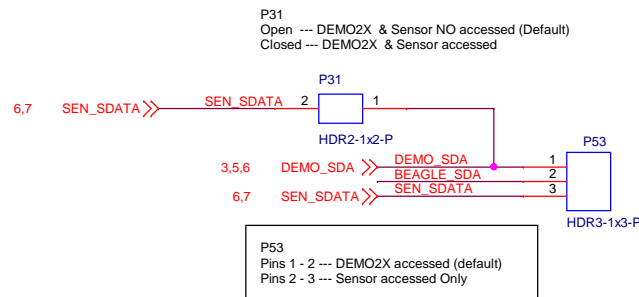 P31
Open --- DEMO2X & Sensor NO accessed (Default)
Closed --- DEMO2X & Sensor accessed
P31
6,7 SEN_SDATA SEN_SDATA 2 1
HDR2-1x2-P
P53
3,5,6 DEMO_SDA DEMO_SDA 1
BEAGLE_SDA 2
6,7 SEN_SDATA SEN_SDATA 3
HDR3-1x3-P
P53
Pins 1 - 2 --- DEMO2X accessed (default)
Pins 2 - 3 --- Sensor accessed Only